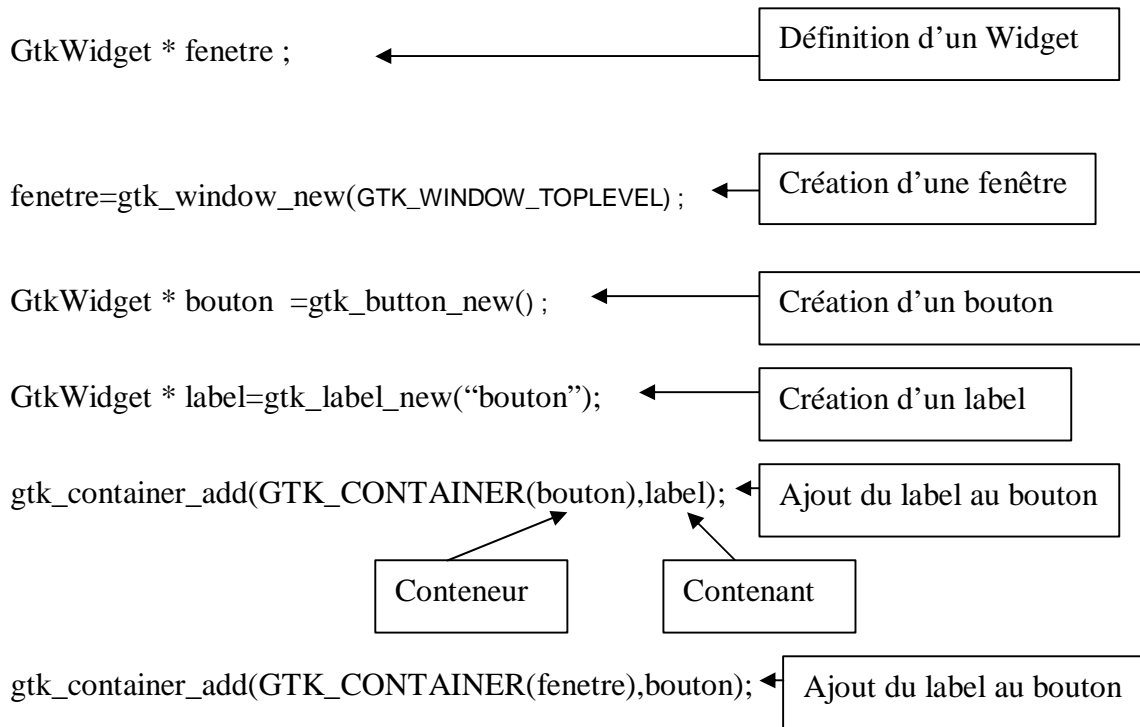 GtkWidget * fenetre ;
Définition d’un Widget
fenetre=gtk_window_new(GTK_WINDOW_TOPLEVEL) ;
Création d’une fenêtre
GtkWidget * bouton =gtk_button_new() ;
Création d’un bouton
GtkWidget * label=gtk_label_new(“bouton”);
Création d’un label
gtk_container_add(GTK_CONTAINER(bouton),label);
Ajout du label au bouton
Conteneur
Contenant
gtk_container_add(GTK_CONTAINER(fenetre),bouton);
Ajout du label au bouton